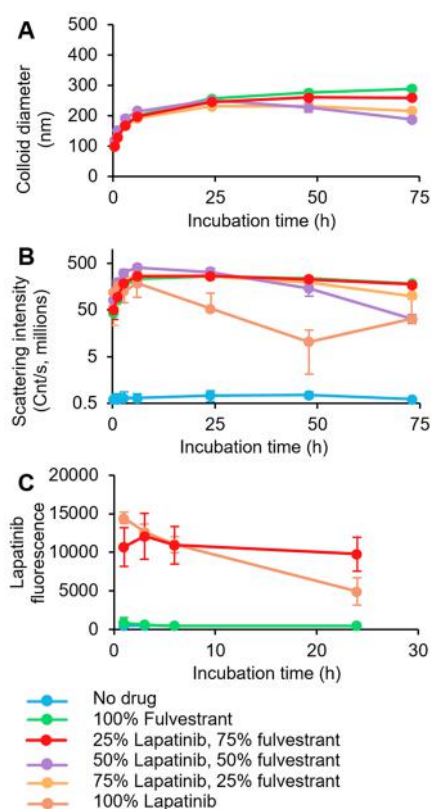 A
500
400
300
200
100
0
Colloid diameter
(nm)
0
25
50
75
Incubation time (h)
B
500
50
5
0.5
Scattering intensity
(Cnt/s, millions)
0
25
50
75
Incubation time (h)
C
20000
15000
10000
5000
0
Lapatinib
fluorescence
0
10
20
30
Incubation time (h)
No drug
100% Fulvestrant
25% Lapatinib, 75% fulvestrant
50% Lapatinib, 50% fulvestrant
75% Lapatinib, 25% fulvestrant
100% Lapatinib